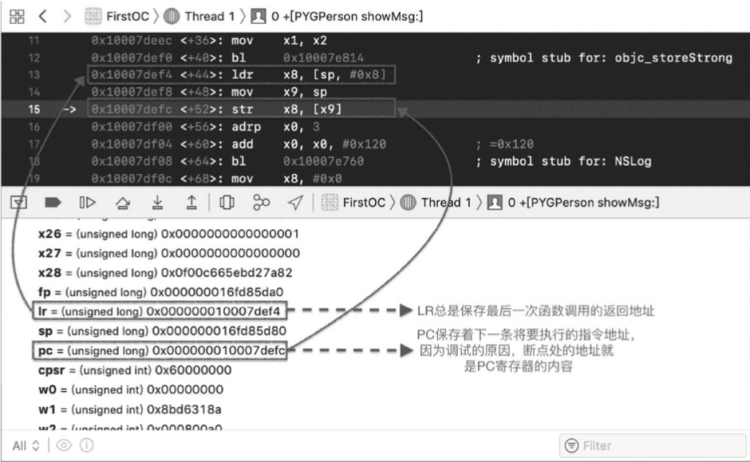 FirstOC 〉 Thread 1 〉 0 +[PYGPerson showMsg:]
11 0x10007deec <+36>: mov x1, x2
12 0x10007def0 <+40>: bl 0x10007e814 ; symbol stub for: objc_storeStrong
13 0x10007def4 <+44>: ldr x8, [sp, #0x8]
14 0x10007def8 <+48>: mov x9, sp
15 -> 0x10007defc <+52>: str x8, [x9]
16 0x10007df00 <+56>: adrp x0, 3
17 0x10007df04 <+60>: add x0, x0, #0x120 ; =0x120
18 0x10007df08 <+64>: bl 0x10007e760 ; symbol stub for: NSLog
19 0x10007df0c <+68>: mov x8, #0x0
FirstOC 〉 Thread 1 〉 0 +[PYGPerson showMsg:]
x26 = (unsigned long) 0x0000000000000001
x27 = (unsigned long) 0x0000000000000000
x28 = (unsigned long) 0x0f00c665ebd27a82
fp = (unsigned long) 0x000000016fd85da0
lr = (unsigned long) 0x000000010007def4
LR总是保存最后一次函数调用的返回地址
sp = (unsigned long) 0x000000016fd85d80
pc = (unsigned long) 0x000000010007defc
PC保存着下一条将要执行的指令地址，
因为调试的原因，断点处的地址就
是PC寄存器的内容
cpsr = (unsigned int) 0x60000000
w0 = (unsigned int) 0x00000000
w1 = (unsigned int) 0x8bd6318a
w2 = (unsigned int) 0x000800a0
All
Filter